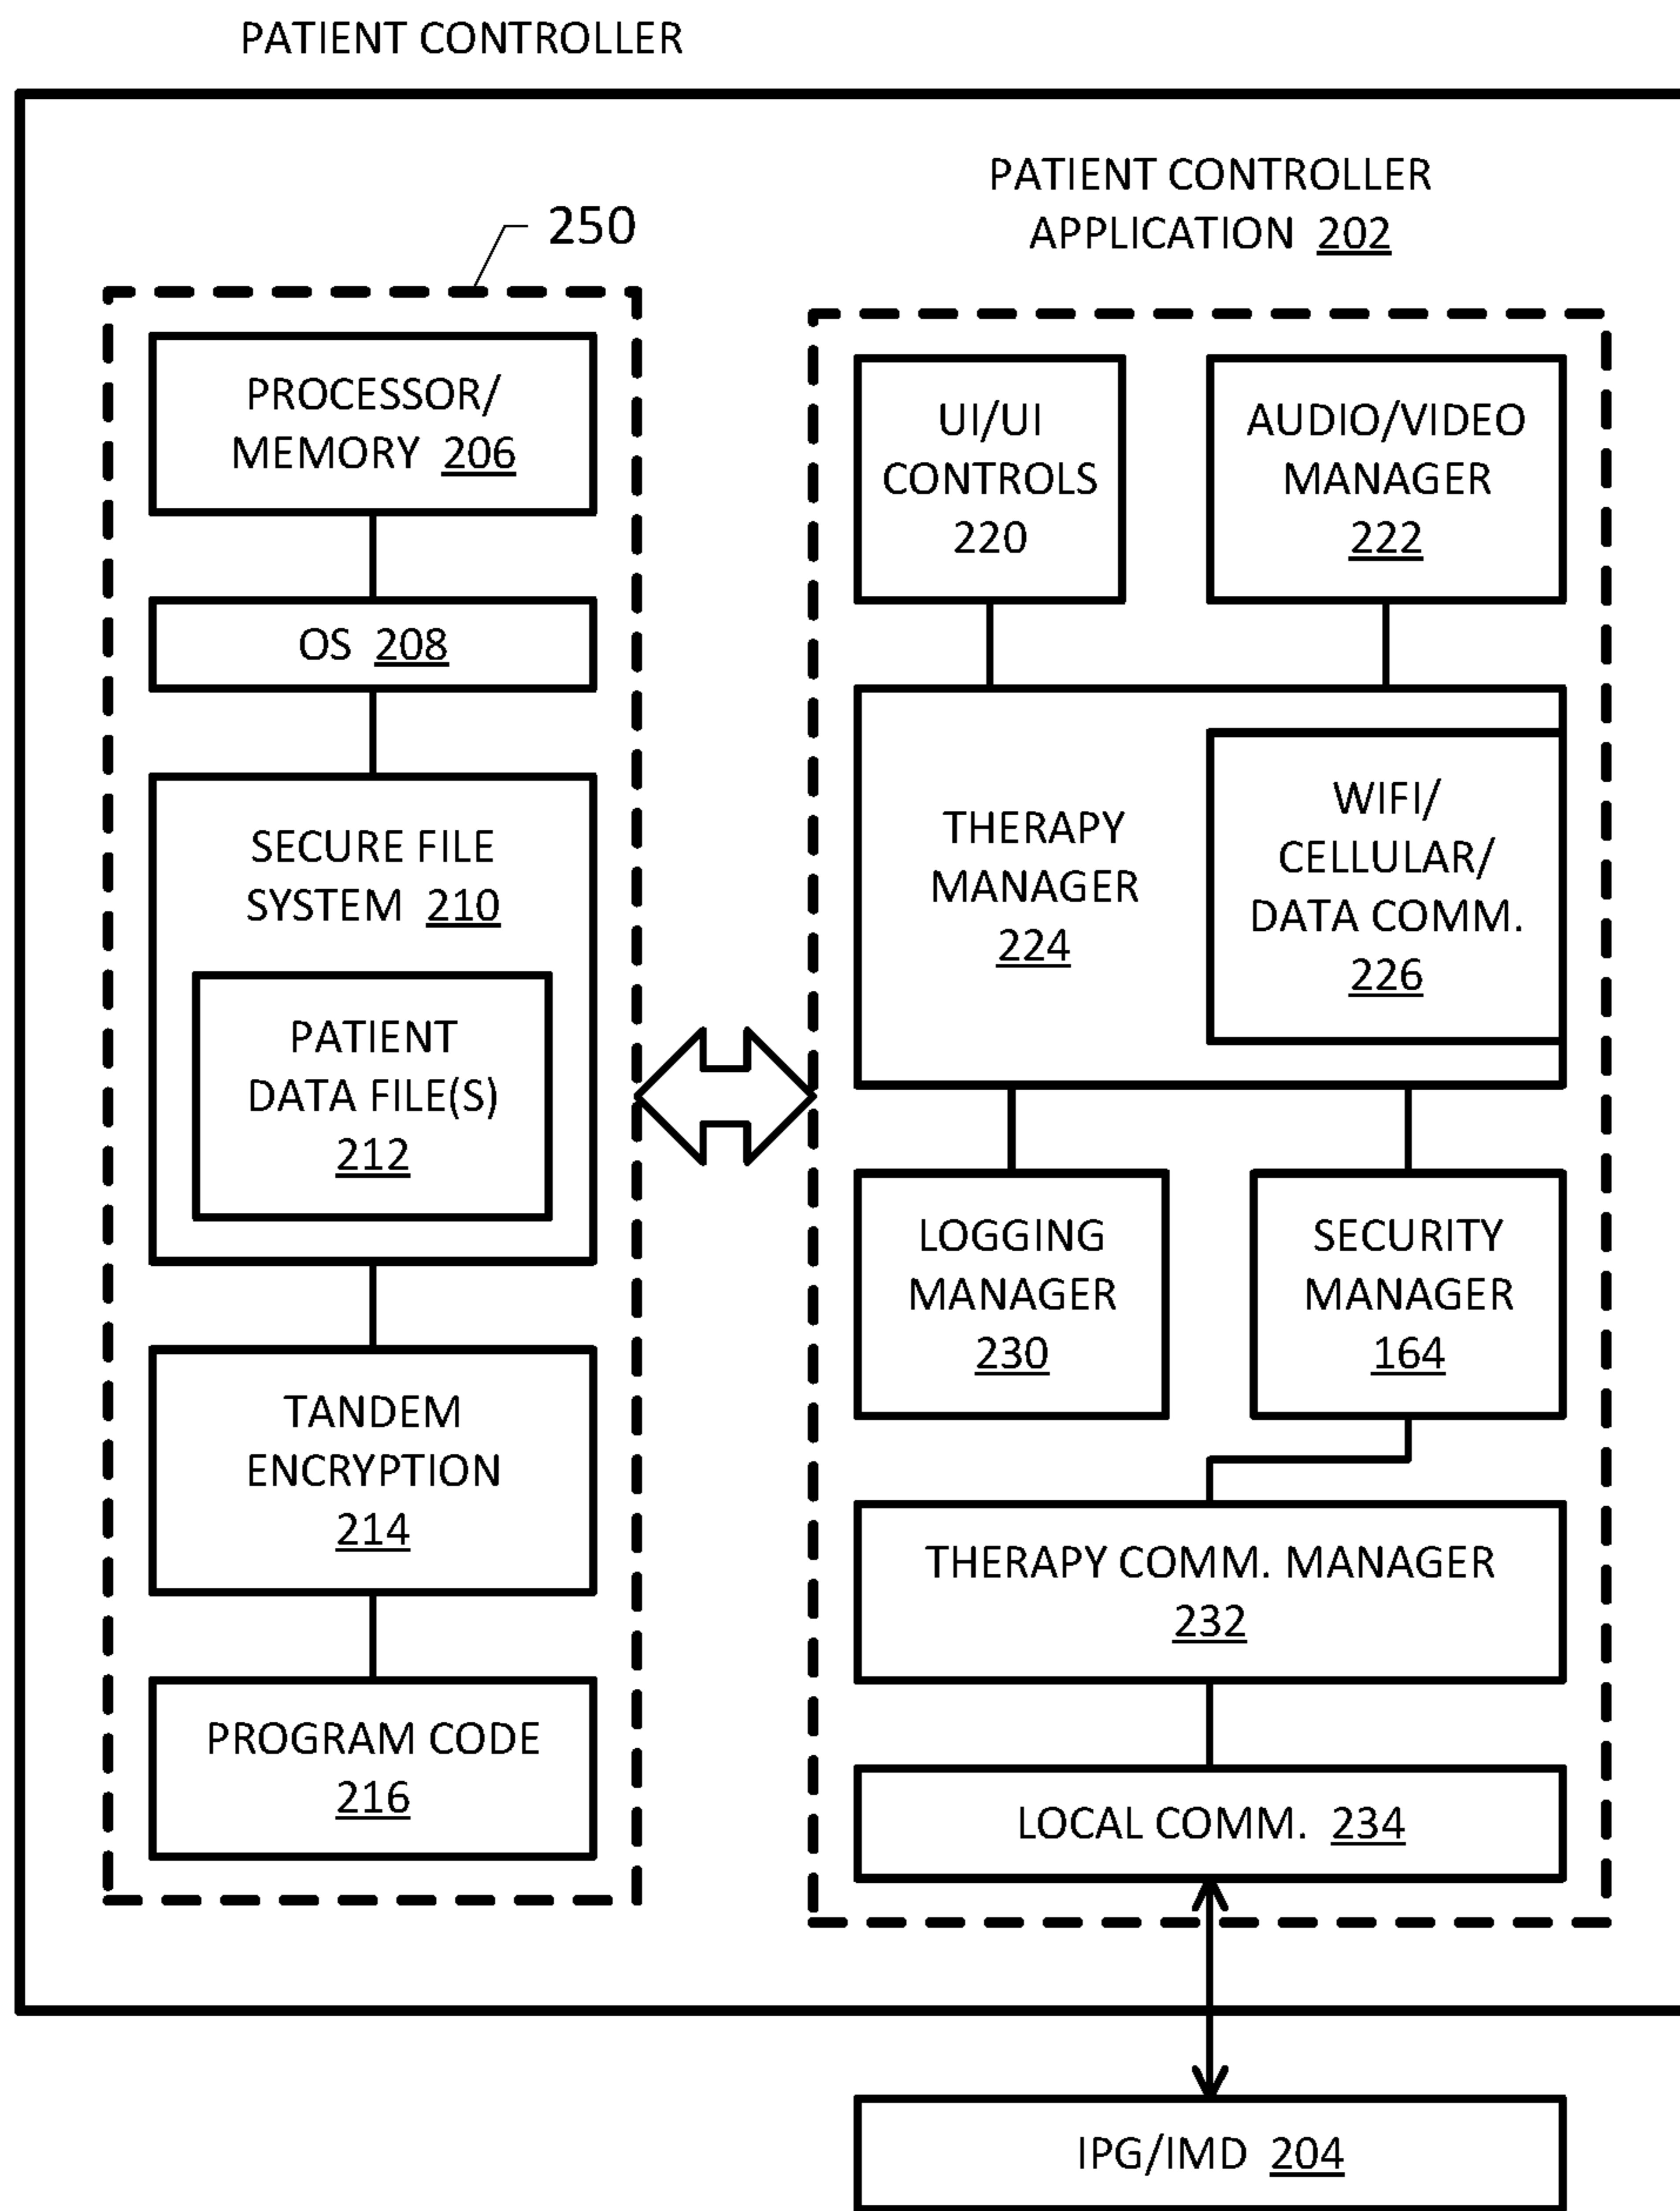 PATIENT CONTROLLER
250
PROCESSOR/
MEMORY 206
OS 208
SECURE FILE
SYSTEM 210
PATIENT
DATA FILE(S)
212
TANDEM
ENCRYPTION
214
PROGRAM CODE
216
PATIENT CONTROLLER
APPLICATION 202
UI/UI
CONTROLS
220
AUDIO/VIDEO
MANAGER
222
THERAPY
MANAGER
224
WIFI/
CELLULAR/
DATA COMM.
226
LOGGING
MANAGER
230
SECURITY
MANAGER
164
THERAPY COMM. MANAGER
232
LOCAL COMM. 234
IPG/IMD 204